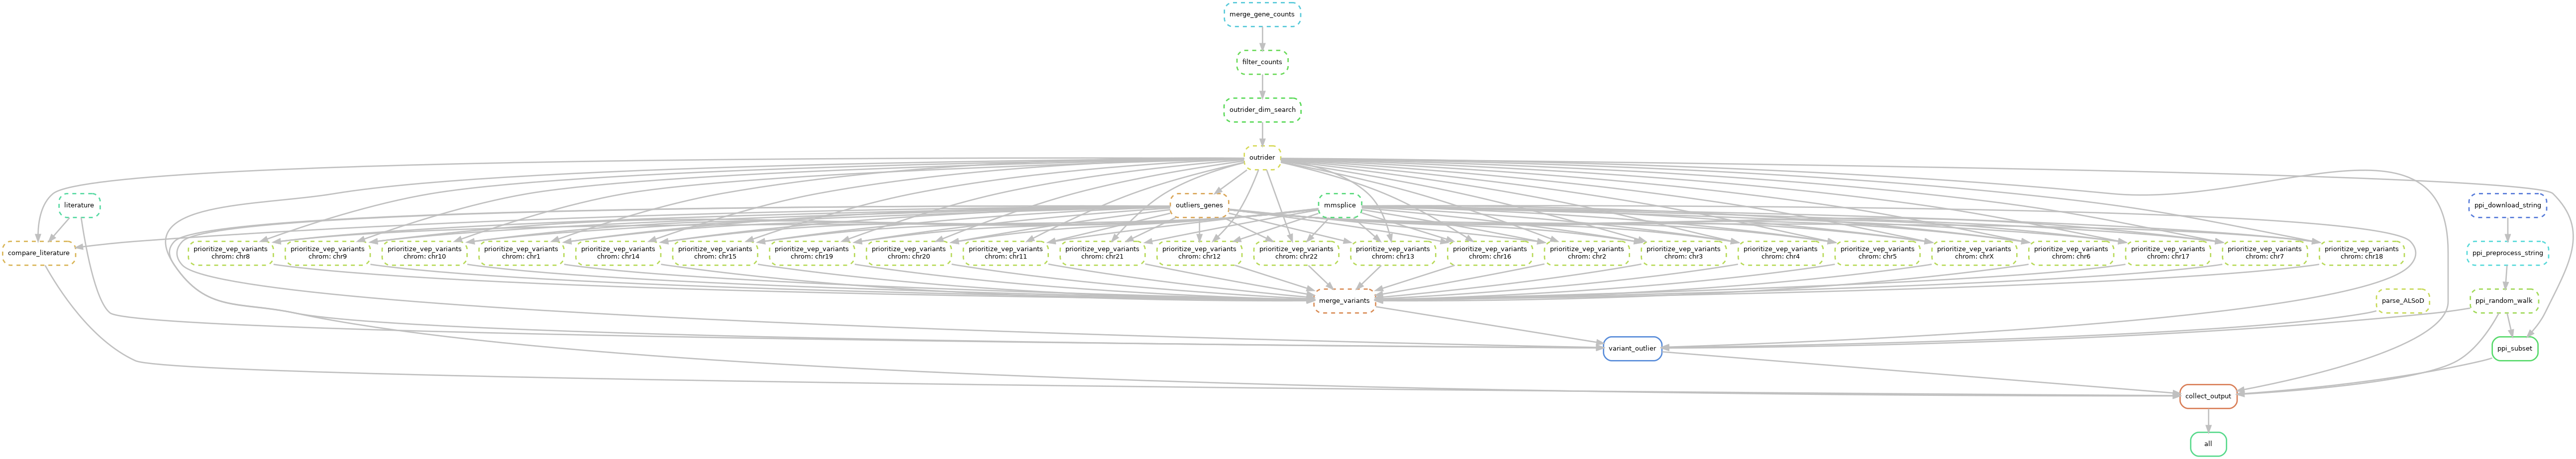 merge_gene_counts
filter_counts
outrider_dim_search
outrider
literature
outliers_genes
mmsplice
ppi_download_string
compare_literature
prioritize_vep_variants
chrom: chr8
prioritize_vep_variants
chrom: chr9
prioritize_vep_variants
chrom: chr10
prioritize_vep_variants
chrom: chr1
prioritize_vep_variants
chrom: chr14
prioritize_vep_variants
chrom: chr15
prioritize_vep_variants
chrom: chr19
prioritize_vep_variants
chrom: chr20
prioritize_vep_variants
chrom: chr11
prioritize_vep_variants
chrom: chr21
prioritize_vep_variants
chrom: chr12
prioritize_vep_variants
chrom: chr22
prioritize_vep_variants
chrom: chr13
prioritize_vep_variants
chrom: chr16
prioritize_vep_variants
chrom: chr2
prioritize_vep_variants
chrom: chr3
prioritize_vep_variants
chrom: chr4
prioritize_vep_variants
chrom: chr5
prioritize_vep_variants
chrom: chrX
prioritize_vep_variants
chrom: chr6
prioritize_vep_variants
chrom: chr17
prioritize_vep_variants
chrom: chr7
prioritize_vep_variants
chrom: chr18
ppi_preprocess_string
merge_variants
parse_ALSoD
ppi_random_walk
variant_outlier
ppi_subset
collect_output
all